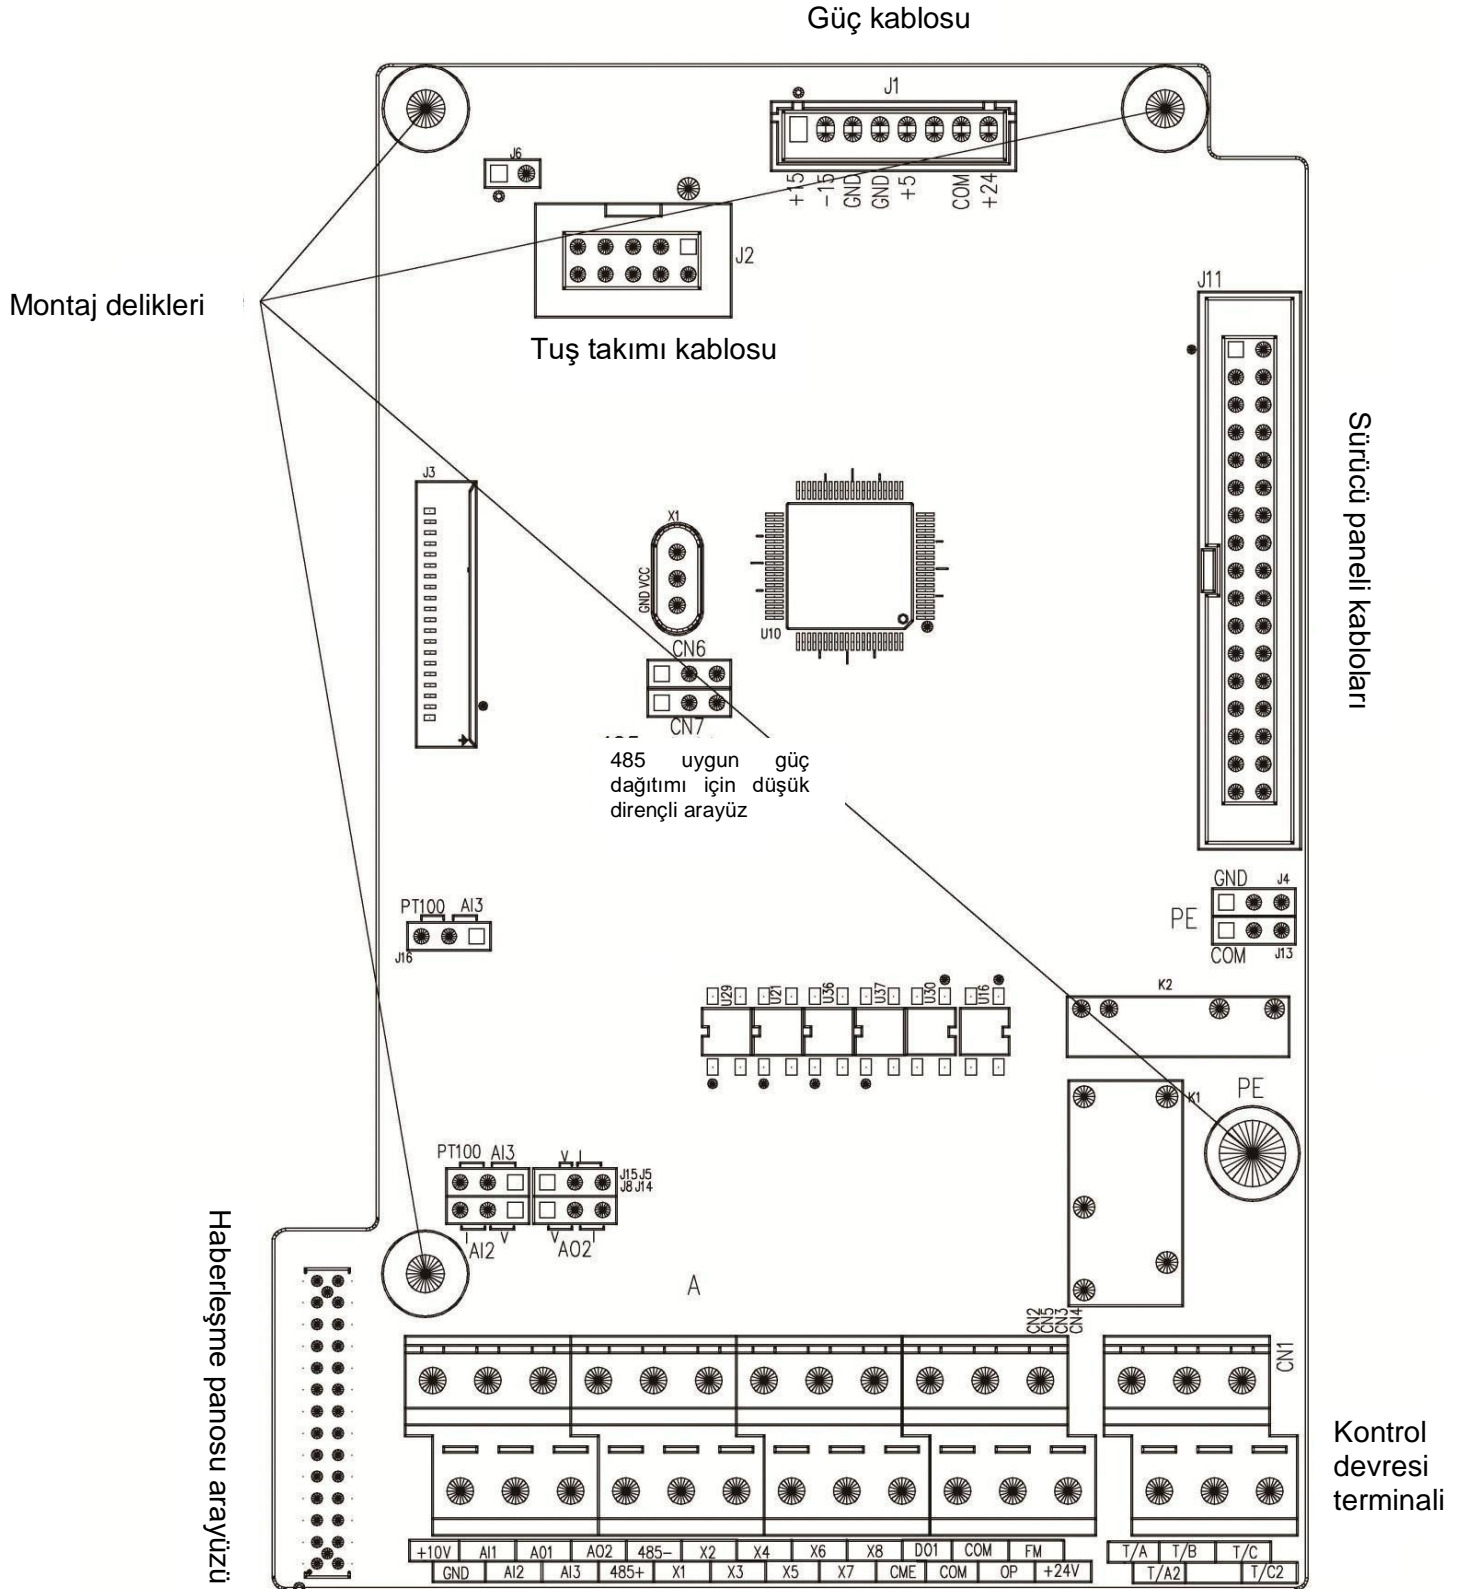 Güç kablosu
J1
J6
+15
-15
GND
GND
+5
COM
+24
J2
J11
Montaj delikleri
Tuş takımı kablosu
Sürücü paneli kabloları
J3
X1
GND VCC
U10
CN6
CN7
485 uygun güç
dağıtımı için düşük
dirençli arayüz
GND J4
PE
COM J13
PT100 AI3
J16
U29 U21 U36 U37 U30 U16
K2
K1
PE
PT100 AI3
V I
J15 J5
J8 J14
I V
AI2
V I
AO2
A
Haberleşme panosu arayüzü
CN2
CN5
CN3
CN4
CN1
Kontrol
devresi
terminali
+10V AI1 A01 A02 485- X2 X4 X6 X8 D01 COM FM
GND AI2 AI3 485+ X1 X3 X5 X7 CME COM OP +24V
T/A T/B T/C
T/A2 T/C2